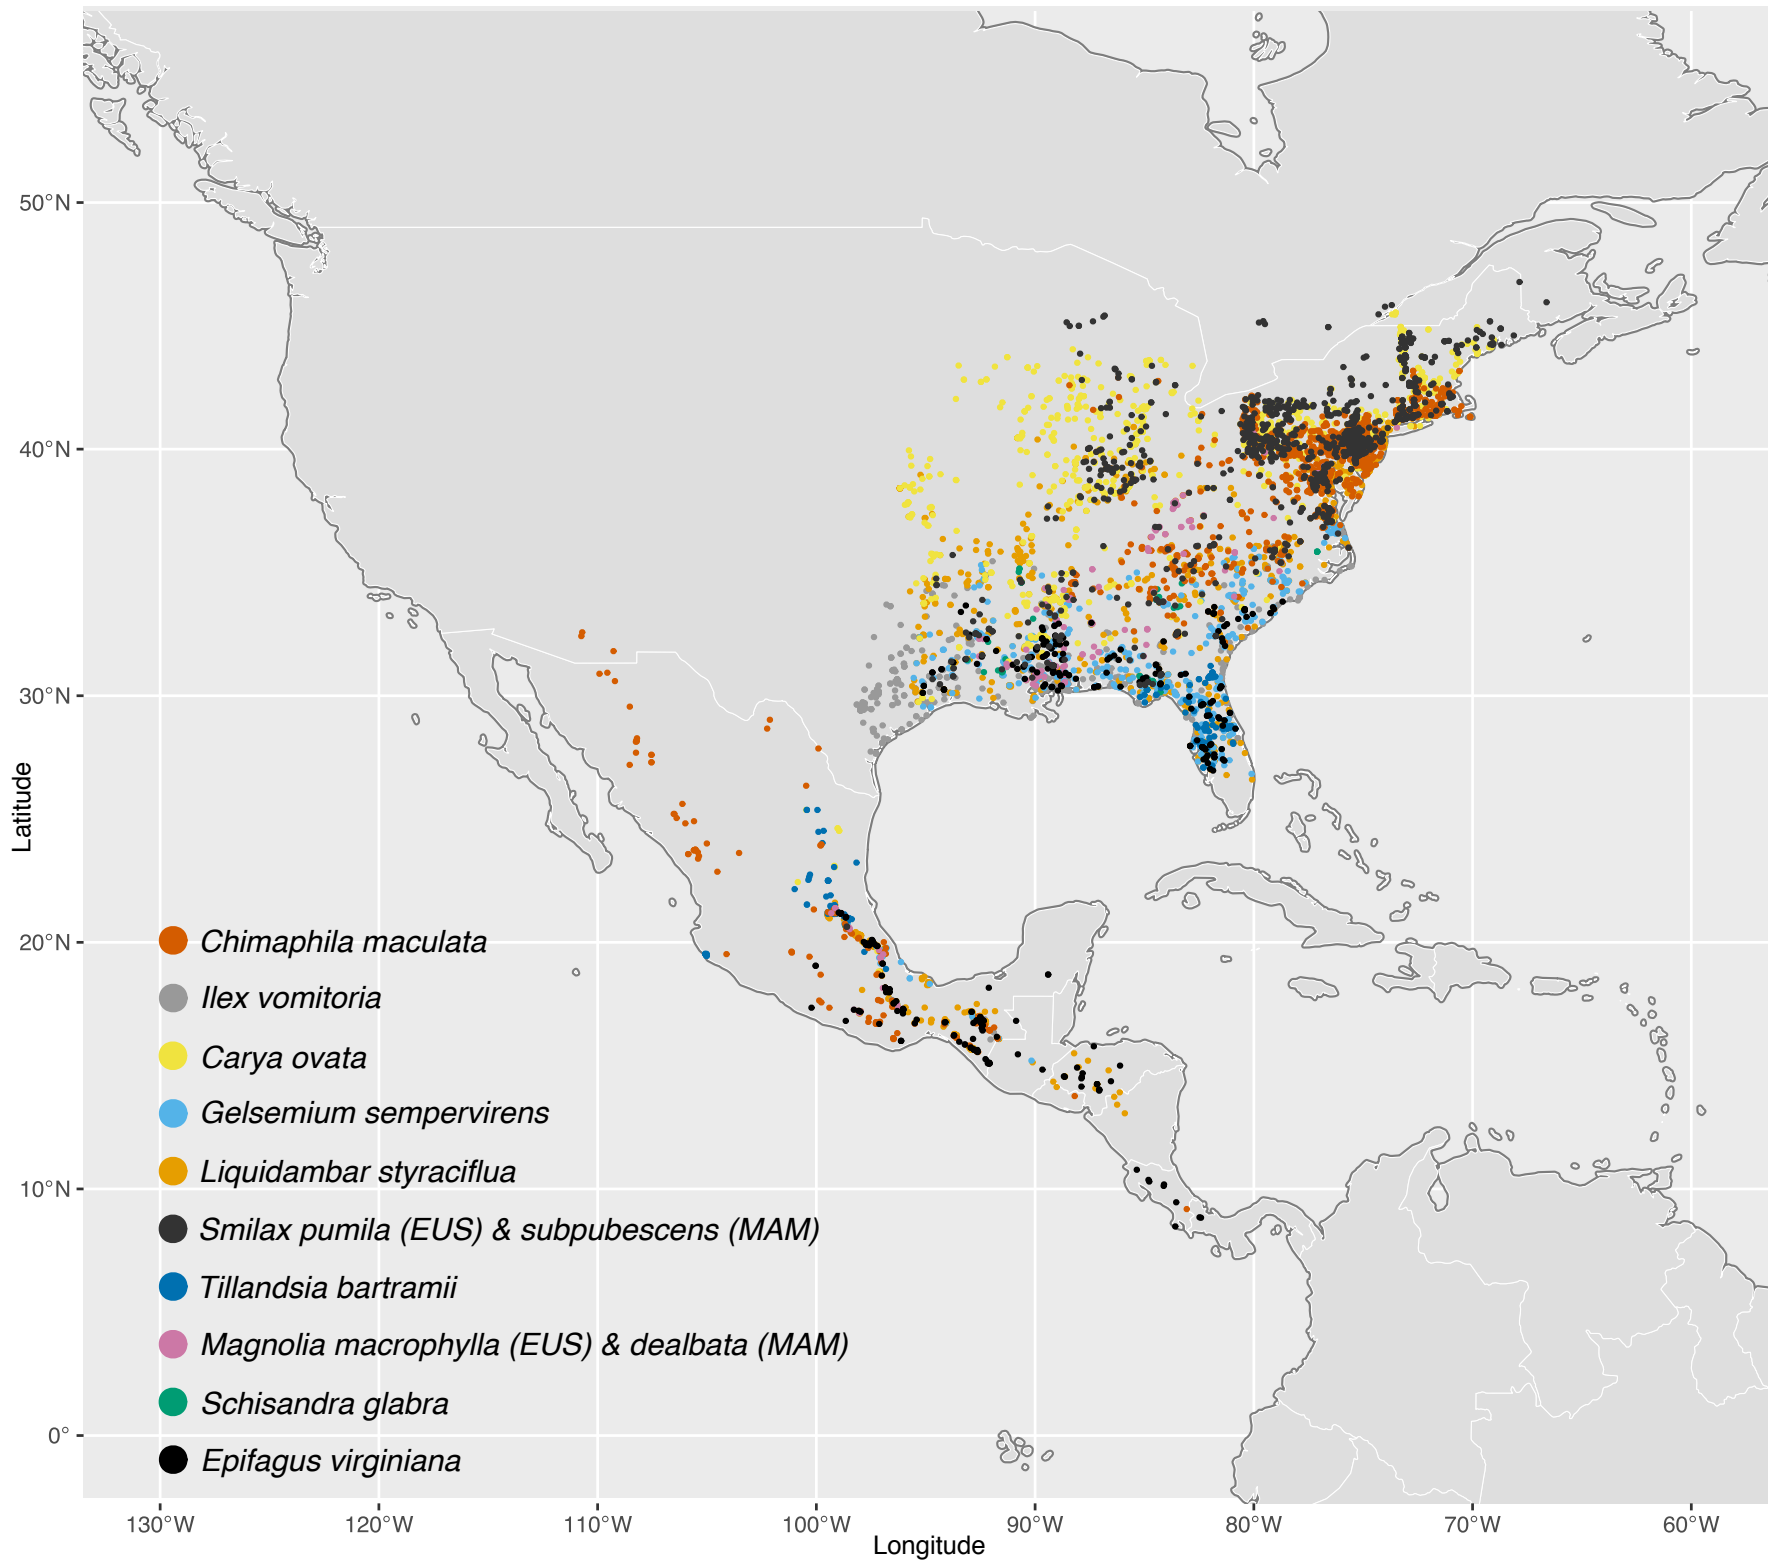 50°N
40°N
30°N
20°N
10°N
0°
Latitude
Chimaphila maculata
Ilex vomitoria
Carya ovata
Gelsemium sempervirens
Liquidambar styraciflua
Smilax pumila (EUS) & subpubescens (MAM)
Tillandsia bartramii
Magnolia macrophylla (EUS) & dealbata (MAM)
Schisandra glabra
Epifagus virginiana
130°W 120°W 110°W 100°W 90°W 80°W 70°W 60°W
Longitude